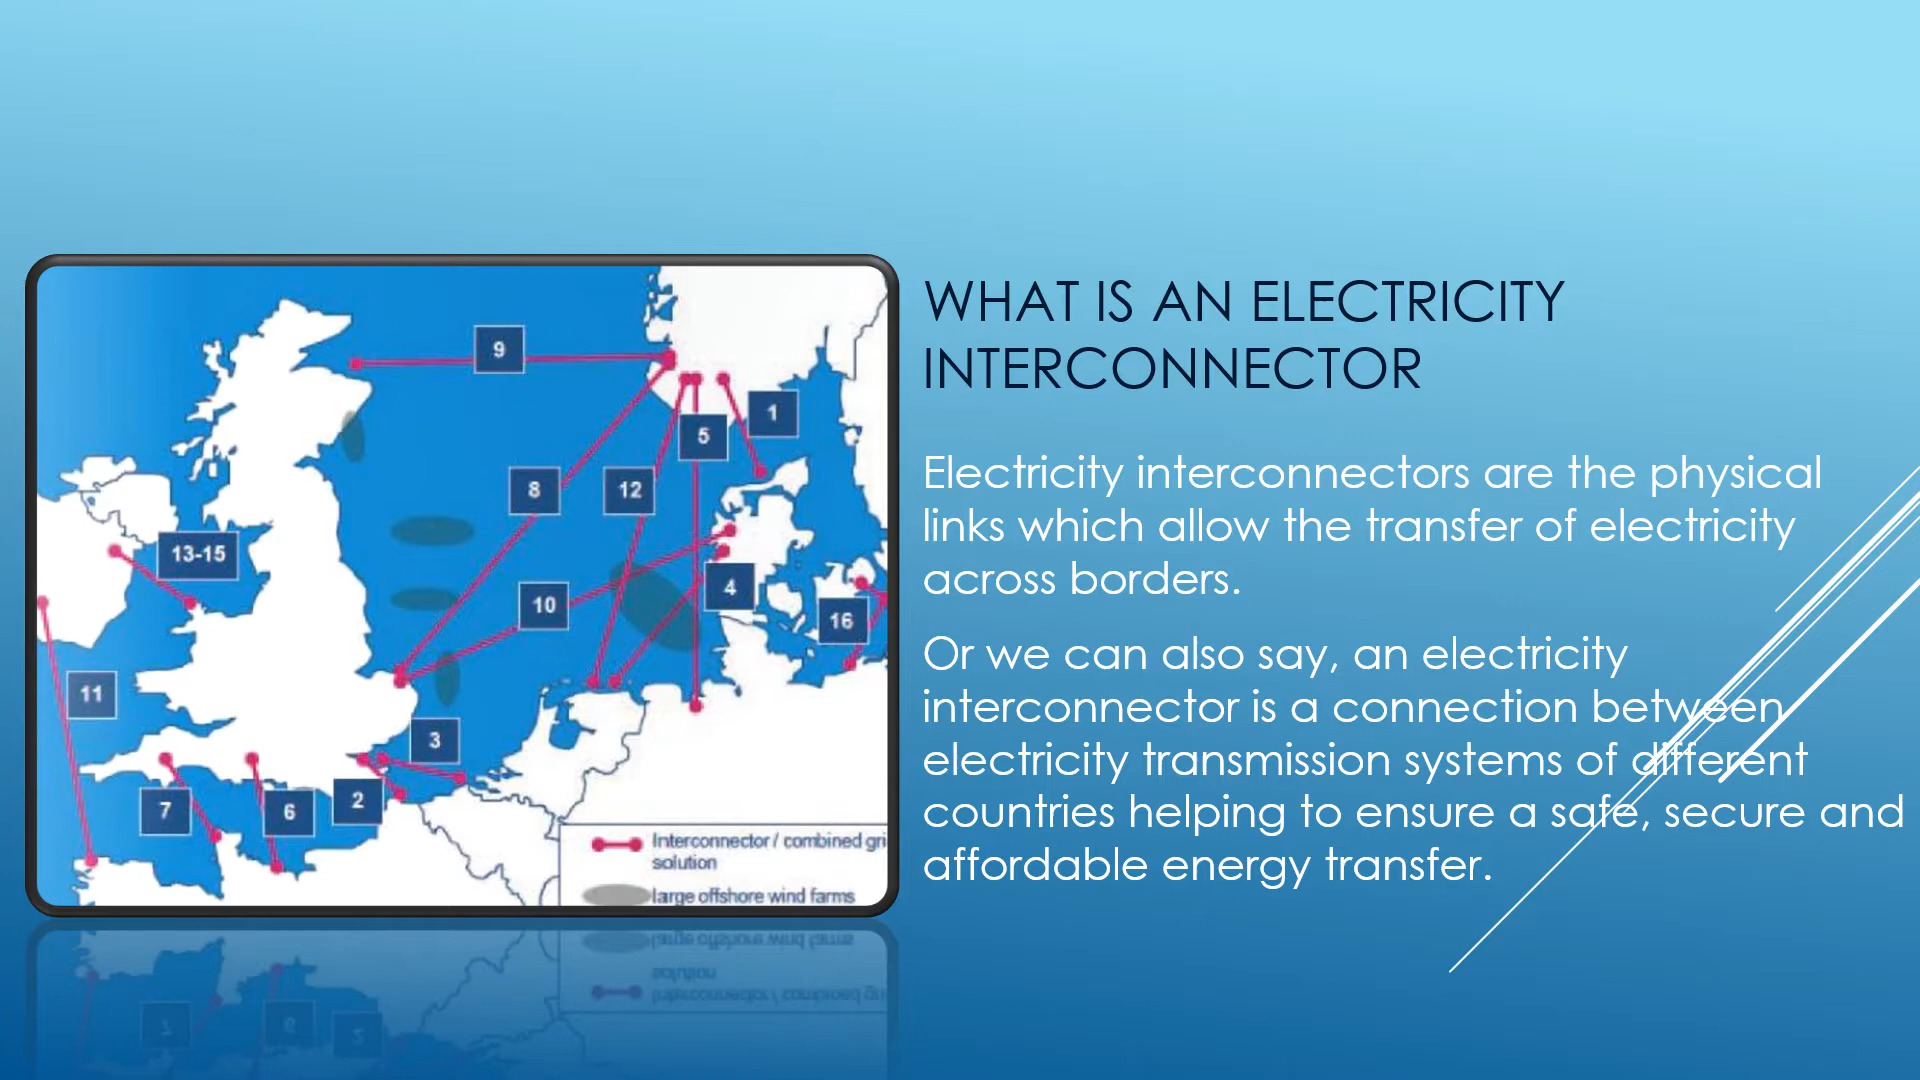 WHAT IS AN ELECTRICITY
INTERCONNECTOR
Electricity interconnectors are the physical
links which allow the transfer of electricity
across borders.
Or we can also say, an electricity
interconnector is a connection between
electricity transmission systems of different
countries helping to ensure a safe, secure and
affordable energy transfer.
9
1
5
8
12
13-15
4
10
16
11
3
2
7
6
Interconnector / combined gri
solution
large offshore wind farms